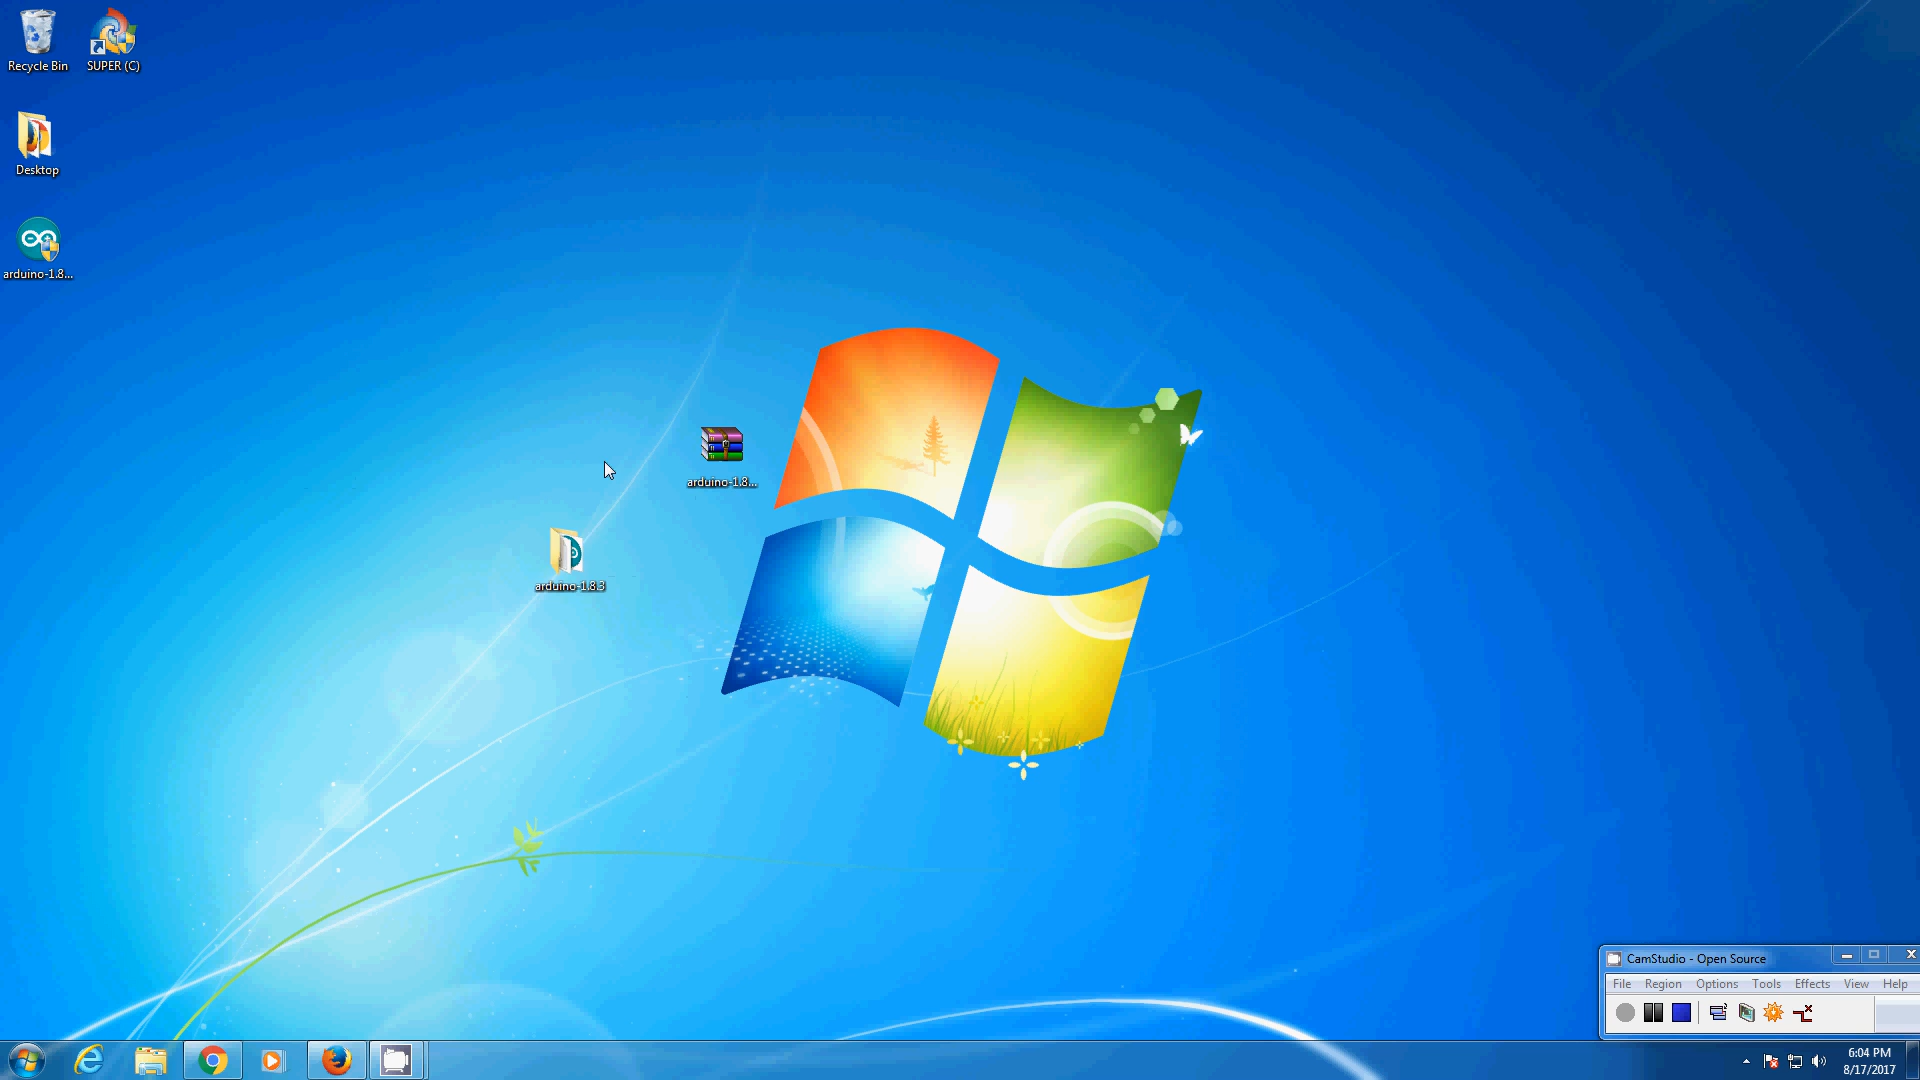 Recycle Bin
SUPER (C)
Desktop
arduino-1.8...
arduino-1.8...
arduino-1.8.3
CamStudio - Open Source
File Region Options Tools Effects View Help
6:04 PM
8/17/2017